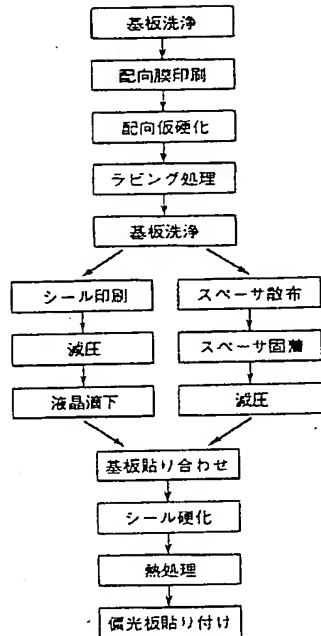 基板洗浄
配向膜印刷
配向仮硬化
ラビング処理
基板洗浄
シール印刷
スペーサ散布
減圧
スペーサ固着
液晶滴下
減圧
基板貼り合わせ
シール硬化
熱処理
偏光板貼り付け